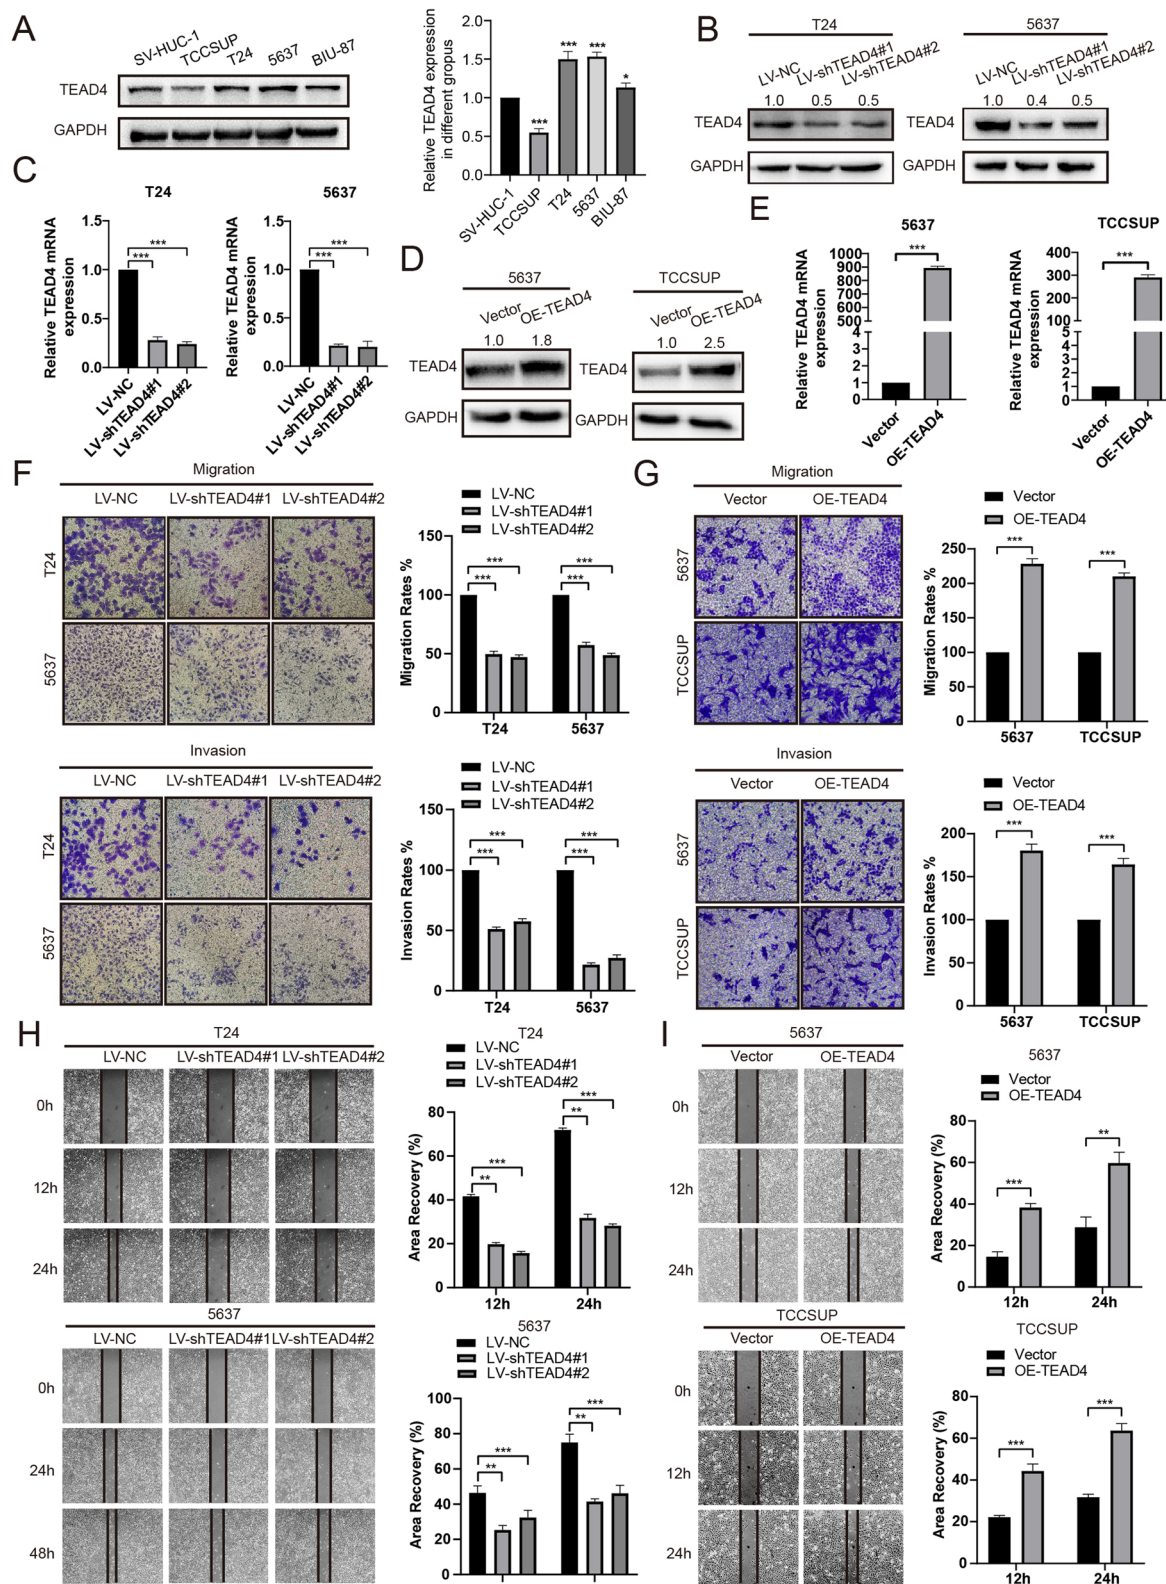 A
SV-HUC-1
TCCSUP
T24
5637
BIU-87
TEAD4
GAPDH
Relative TEAD4 expression
in different gropus
2.0
1.5
1.0
0.5
0.0
***
***
***
*
SV-HUC-1
TCCSUP
T24
5637
BIU-87
B
T24
LV-NC
LV-shTEAD4#1
LV-shTEAD4#2
1.0 0.5 0.5
TEAD4
GAPDH
5637
LV-NC
LV-shTEAD4#1
LV-shTEAD4#2
1.0 0.4 0.5
TEAD4
GAPDH
C
T24
Relative TEAD4 mRNA
expression
1.5
1.0
0.5
0.0
***
***
LV-NC
LV-shTEAD4#1
LV-shTEAD4#2
5637
Relative TEAD4 mRNA
expression
1.5
1.0
0.5
0.0
***
***
LV-NC
LV-shTEAD4#1
LV-shTEAD4#2
D
5637
Vector
OE-TEAD4
1.0 1.8
TEAD4
GAPDH
TCCSUP
Vector
OE-TEAD4
1.0 2.5
TEAD4
GAPDH
E
5637
Relative TEAD4 mRNA
expression
1000
900
800
700
600
500
4
3
2
1
0
***
Vector
OE-TEAD4
TCCSUP
Relative TEAD4 mRNA
expression
400
300
200
100
5
4
3
2
1
0
***
Vector
OE-TEAD4
F
Migration
LV-NC LV-shTEAD4#1 LV-shTEAD4#2
T24
5637
LV-NC
LV-shTEAD4#1
LV-shTEAD4#2
Migration Rates %
150
100
50
0
***
***
***
***
T24 5637
Invasion
LV-NC LV-shTEAD4#1 LV-shTEAD4#2
T24
5637
LV-NC
LV-shTEAD4#1
LV-shTEAD4#2
Invasion Rates %
150
100
50
0
***
***
***
***
T24 5637
G
Migration
Vector OE-TEAD4
5637
TCCSUP
Vector
OE-TEAD4
Migration Rates %
250
200
150
100
50
0
***
***
5637 TCCSUP
Invasion
Vector OE-TEAD4
5637
TCCSUP
Vector
OE-TEAD4
Invasion Rates %
200
150
100
50
0
***
***
5637 TCCSUP
H
T24
LV-NC LV-shTEAD4#1 LV-shTEAD4#2
0h
12h
24h
T24
LV-NC
LV-shTEAD4#1
LV-shTEAD4#2
Area Recovery (%)
80
60
40
20
0
***
**
***
**
12h 24h
5637
LV-NC LV-shTEAD4#1 LV-shTEAD4#2
0h
24h
48h
5637
LV-NC
LV-shTEAD4#1
LV-shTEAD4#2
Area Recovery (%)
100
80
60
40
20
0
***
**
***
**
I
5637
Vector OE-TEAD4
0h
12h
24h
5637
Vector
OE-TEAD4
Area Recovery (%)
80
60
40
20
0
***
**
12h 24h
TCCSUP
Vector OE-TEAD4
0h
12h
24h
TCCSUP
Vector
OE-TEAD4
Area Recovery (%)
80
60
40
20
0
***
***
12h 24h